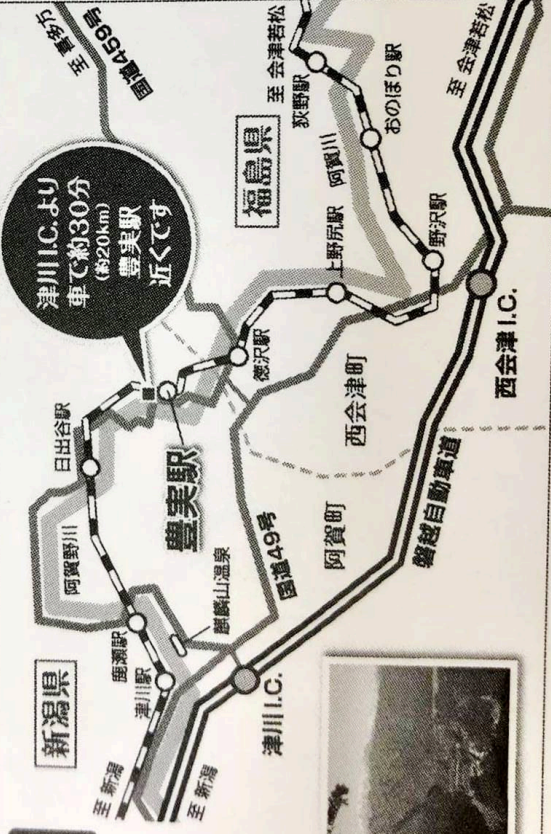 新潟県
至 新潟
至 新潟
津川駅
鹿瀬駅
阿賀野川
日出谷駅
麒麟山温泉
津川I.C.
豊実駅
国道49号
阿賀町
磐越自動車道
津川I.C.より
車で約30分
(約20km)
豊実駅
近くです
徳沢駅
西会津町
上野尻駅
福島県
阿賀川
野沢駅
西会津I.C.
おのぼり駅
荻野駅
至 会津若松
至 会津若松
至 喜多方
国道459号